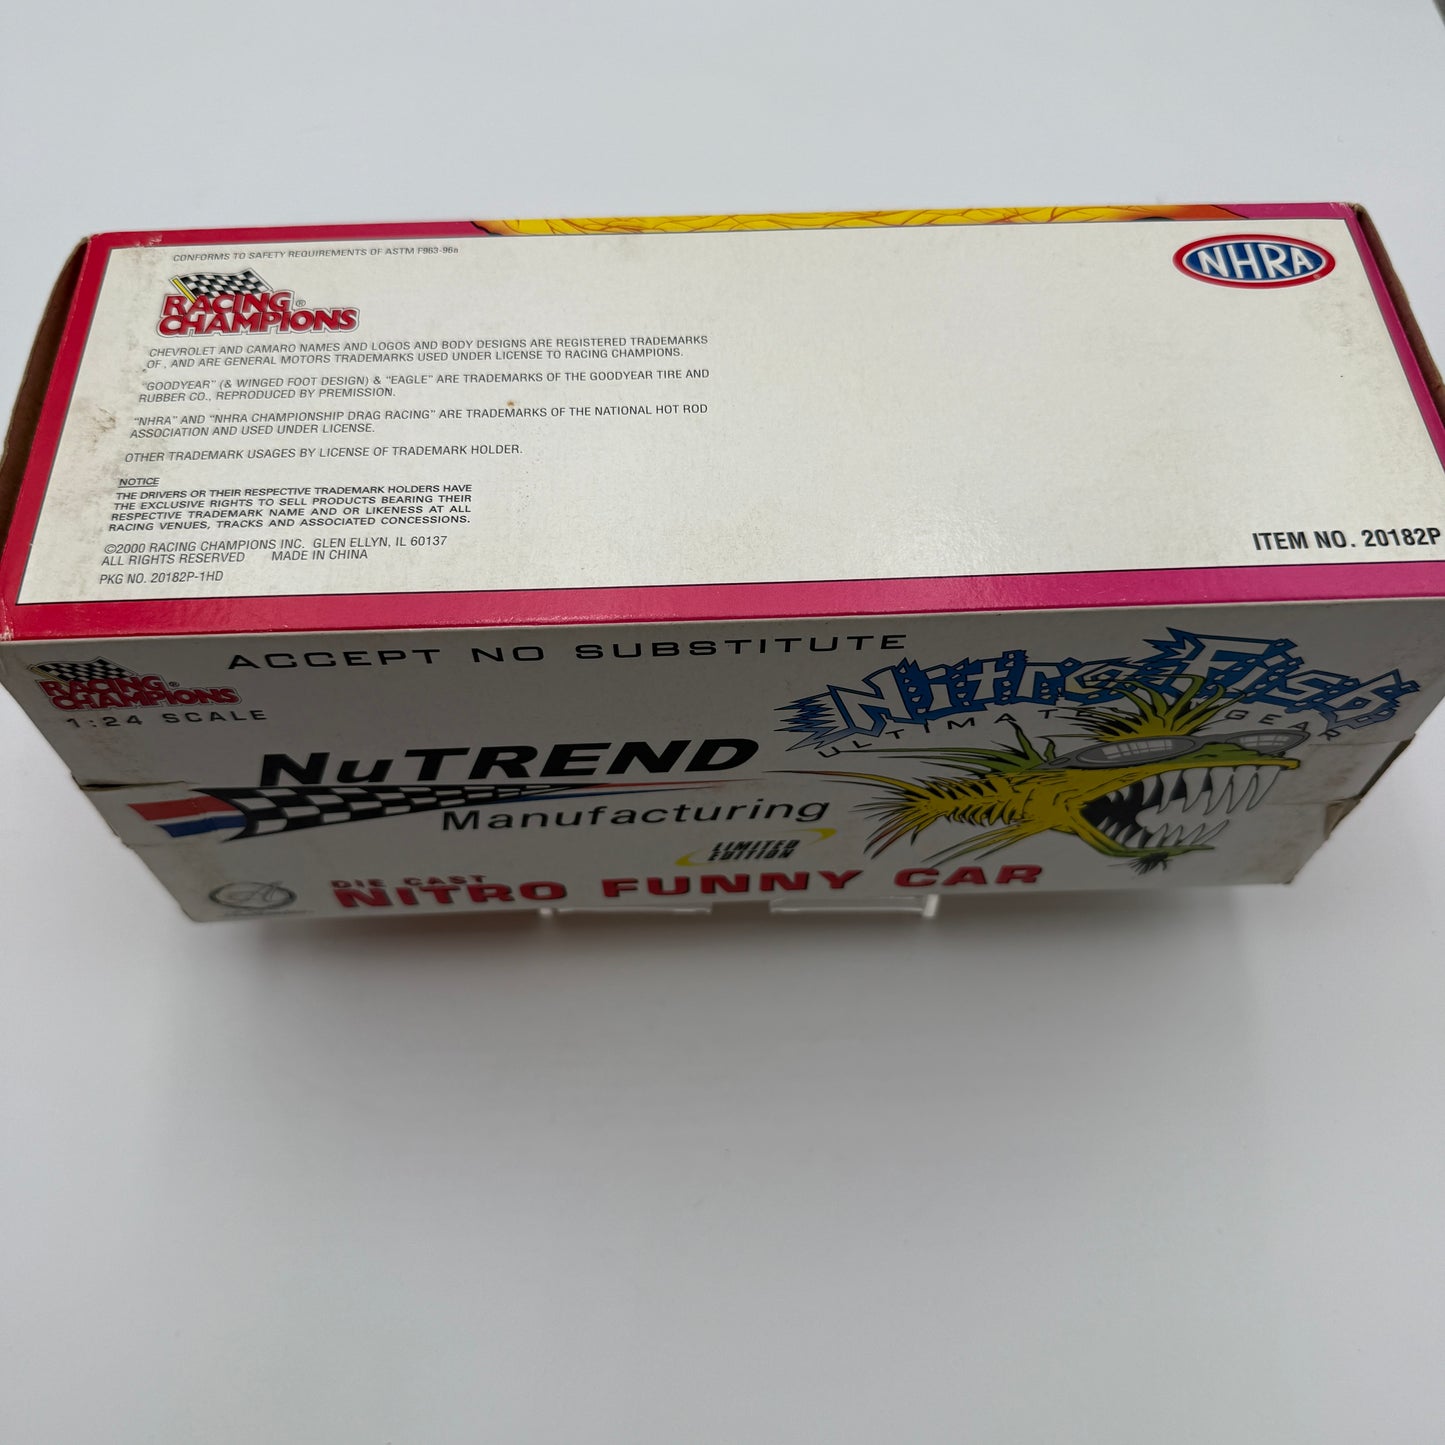 CONFORMS TO SAFETY REQUIREMENTS OF ASTM F963-96a
NHRA
RACING®
CHAMPIONS
CHEVROLET AND CAMARO NAMES AND LOGOS AND BODY DESIGNS ARE REGISTERED TRADEMARKS
OF , AND ARE GENERAL MOTORS TRADEMARKS USED UNDER LICENSE TO RACING CHAMPIONS.
"GOODYEAR" (& WINGED FOOT DESIGN) & "EAGLE" ARE TRADEMARKS OF THE GOODYEAR TIRE AND
RUBBER CO., REPRODUCED BY PREMISSION.
"NHRA" AND "NHRA CHAMPIONSHIP DRAG RACING" ARE TRADEMARKS OF THE NATIONAL HOT ROD
ASSOCIATION AND USED UNDER LICENSE.
OTHER TRADEMARK USAGES BY LICENSE OF TRADEMARK HOLDER.
NOTICE
THE DRIVERS OR THEIR RESPECTIVE TRADEMARK HOLDERS HAVE
THE EXCLUSIVE RIGHTS TO SELL PRODUCTS BEARING THEIR
RESPECTIVE TRADEMARK NAME AND OR LIKENESS AT ALL
RACING VENUES, TRACKS AND ASSOCIATED CONCESSIONS.
©2000 RACING CHAMPIONS INC. GLEN ELLYN, IL 60137
ALL RIGHTS RESERVED MADE IN CHINA
PKG NO. 20182P-1HD
ITEM NO. 20182P
ACCEPT NO SUBSTITUTE
RACING®
CHAMPIONS
1:24 SCALE
NitroFish
ULTIMATE
GEAR
NuTREND
Manufacturing
LIMITED
EDITION
DIE CAST
NITRO FUNNY CAR